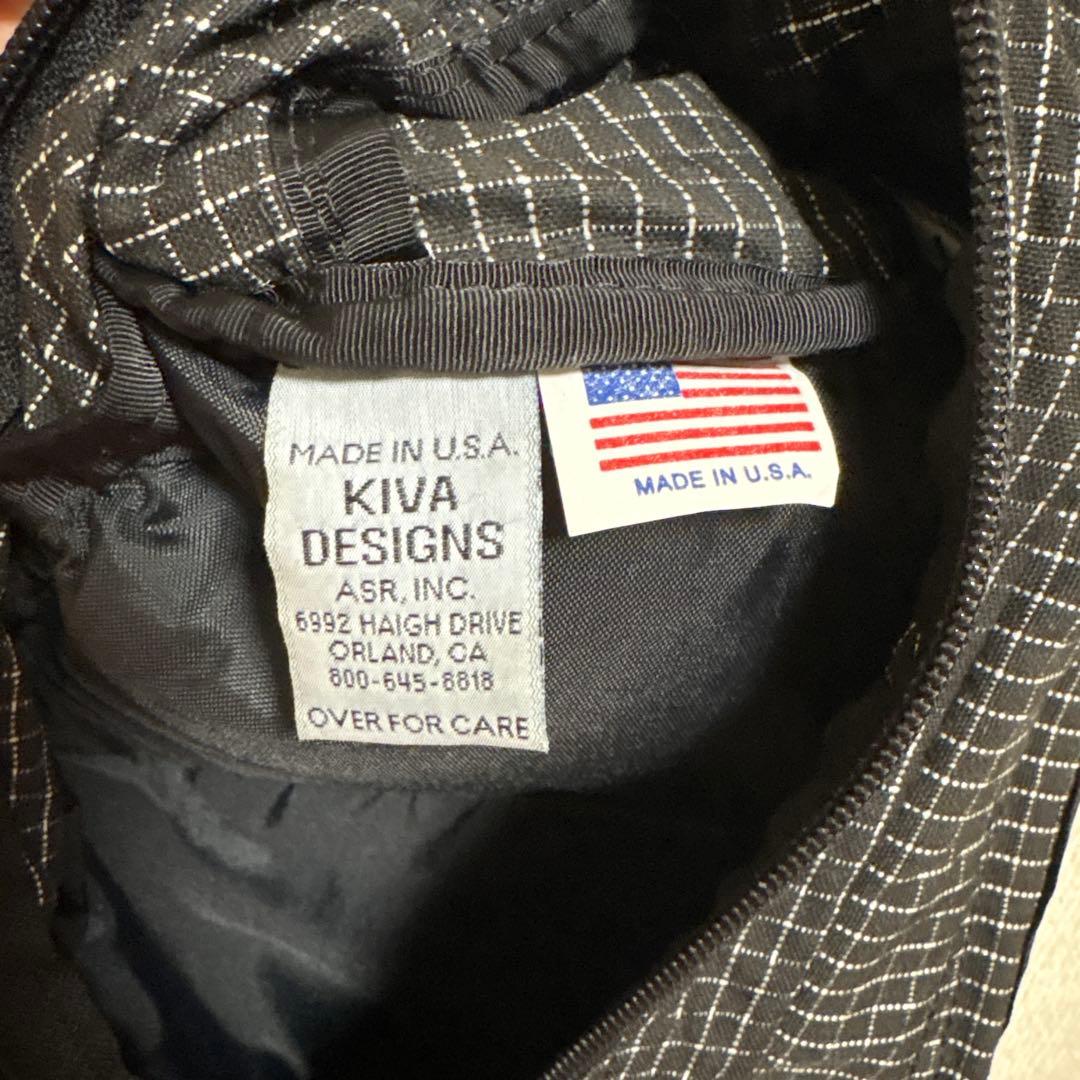 MADE IN U.S.A.
KIVA
DESIGNS
ASR, INC.
6992 HAIGH DRIVE
ORLAND, CA
800-645-8818
OVER FOR CARE
MADE IN U.S.A.